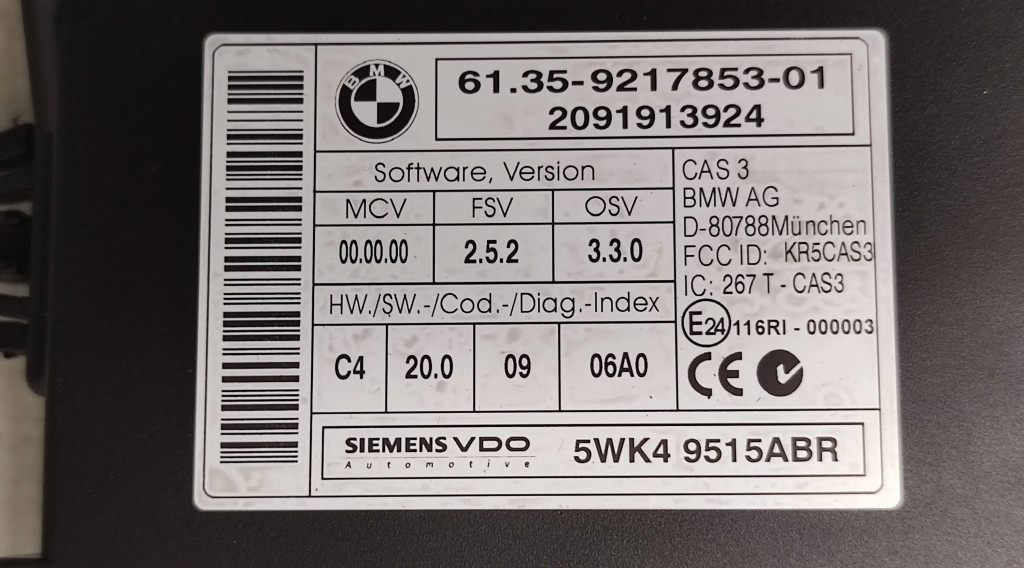 BMW
61.35-9217853-01
2091913924
Software, Version
MCV FSV OSV
00.00.00 2.5.2 3.3.0
HW./SW.-/Cod.-/Diag.-Index
C4 20.0 09 06A0
CAS 3
BMW AG
D-80788München
FCC ID: KR5CAS3
IC: 267 T - CAS3
E24 116RI - 000003
CE
SIEMENS VDO
Automotive
5WK4 9515ABR